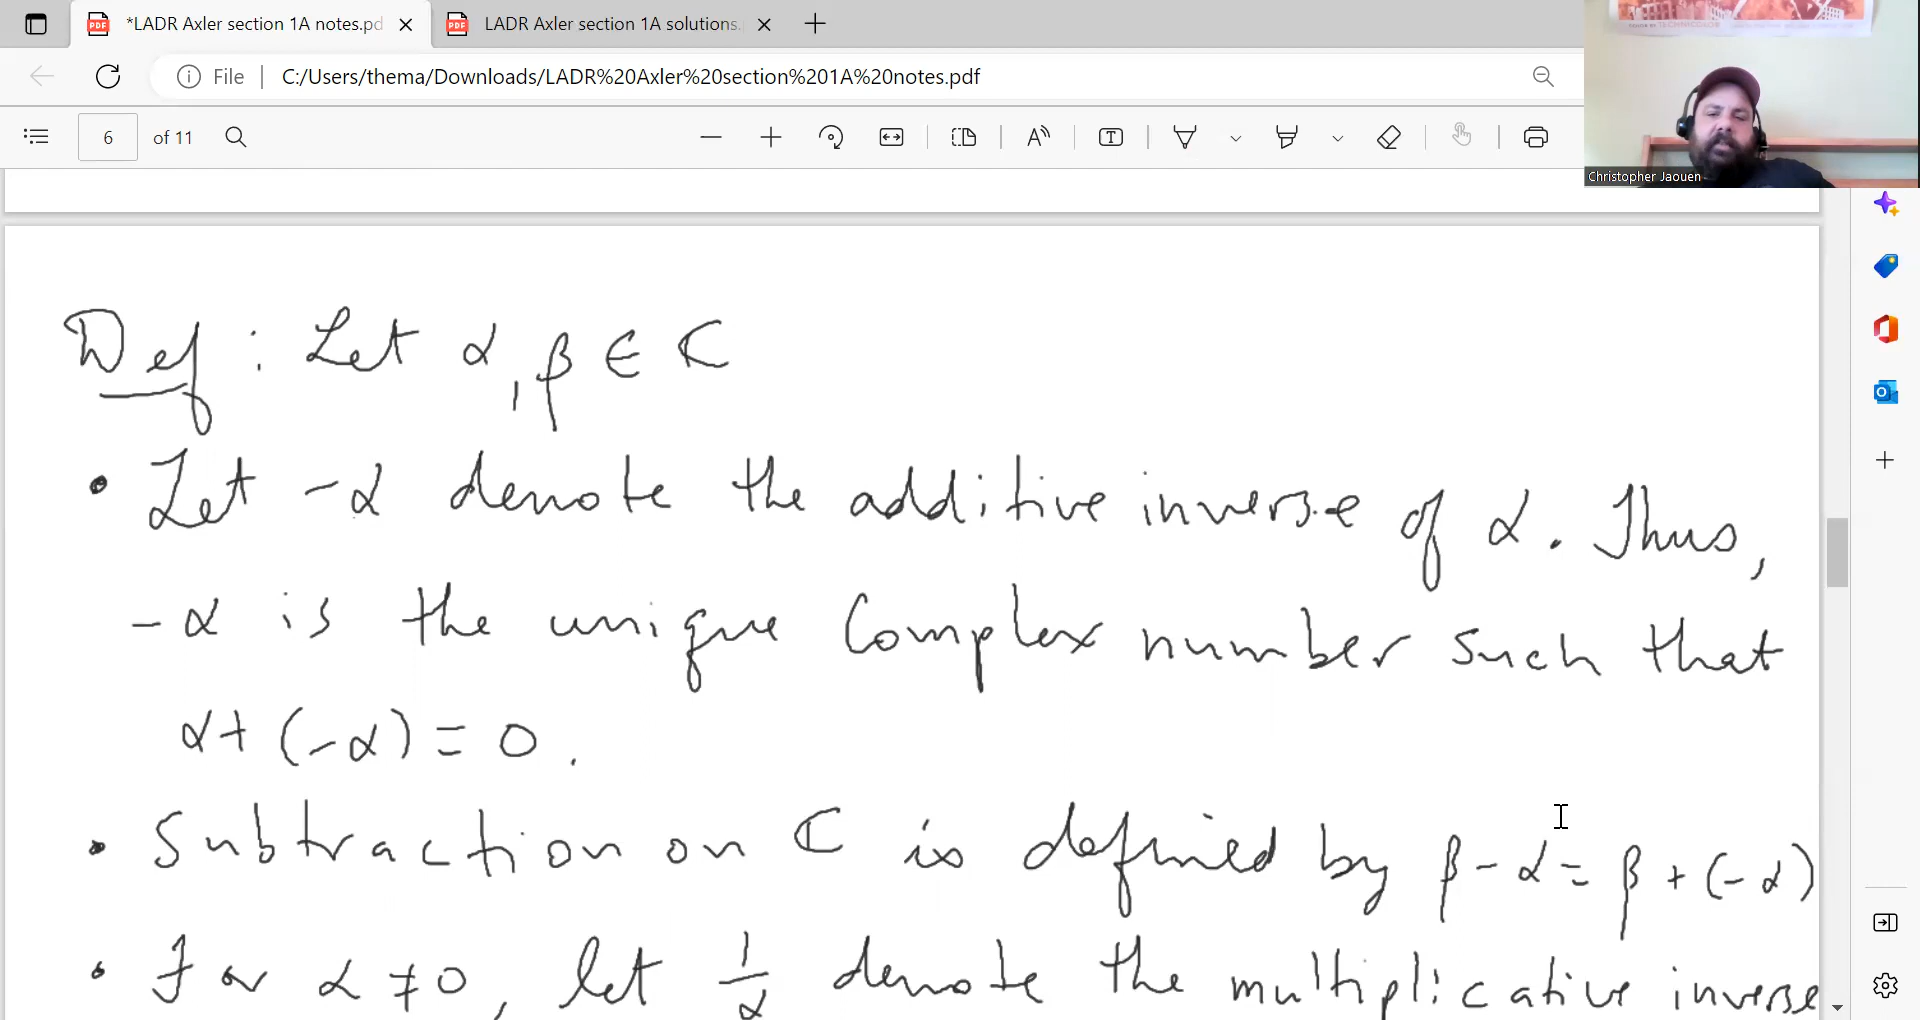 *LADR Axler section 1A notes.pd
LADR Axler section 1A solutions.
File
C:/Users/thema/Downloads/LADR%20Axler%20section%201A%20notes.pdf
6 of 11
Christopher Jaouen
Def: Let α, β ∈ ℂ
• Let -α denote the additive inverse of α. Thus,
-α is the unique complex number such that
α+(-α) = 0.
• Subtraction on ℂ is defined by β - α = β + (-α)
• For α ≠ 0, let 1/α denote the multiplicative inverse